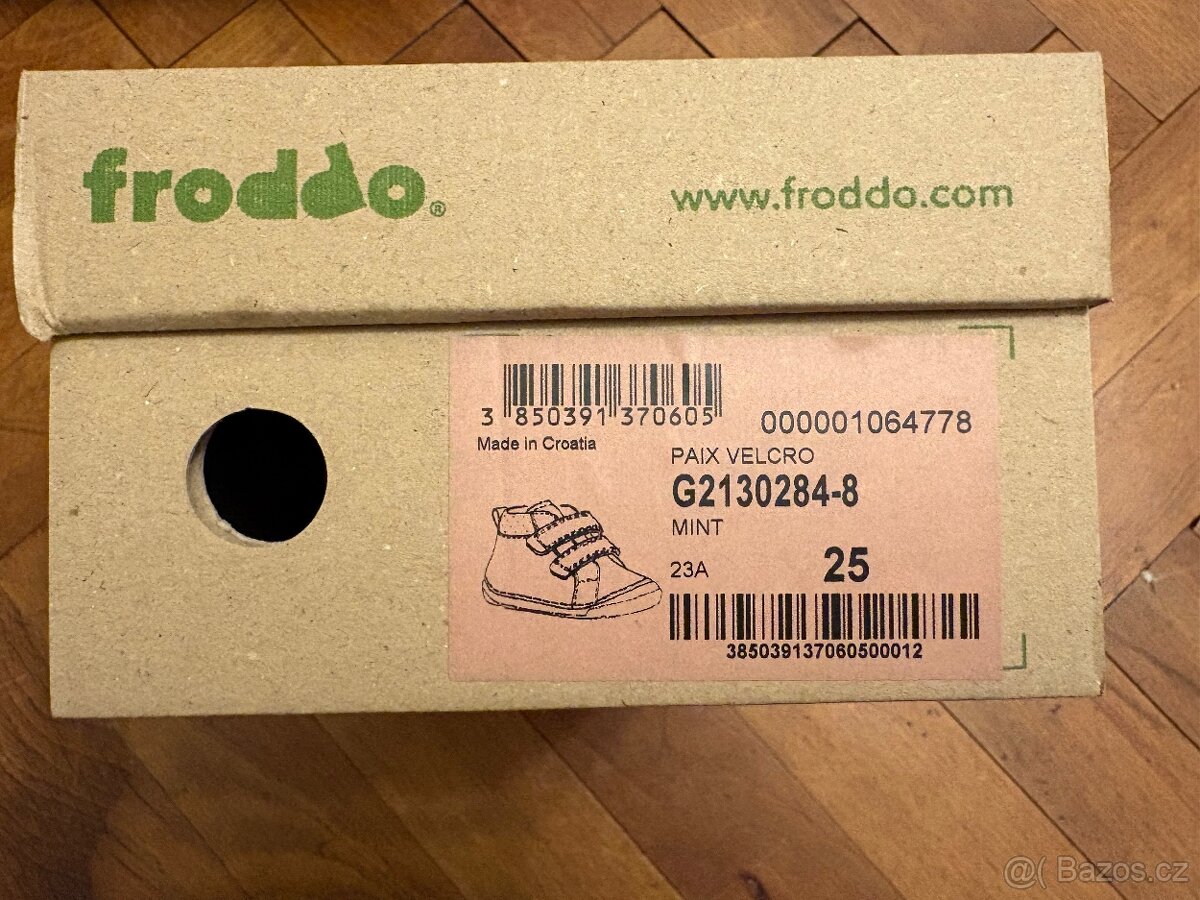 froddo®
www.froddo.com
3 850391 370605
000001064778
Made in Croatia
PAIX VELCRO
G2130284-8
MINT
23A 25
385039137060500012
@( Bazos.cz